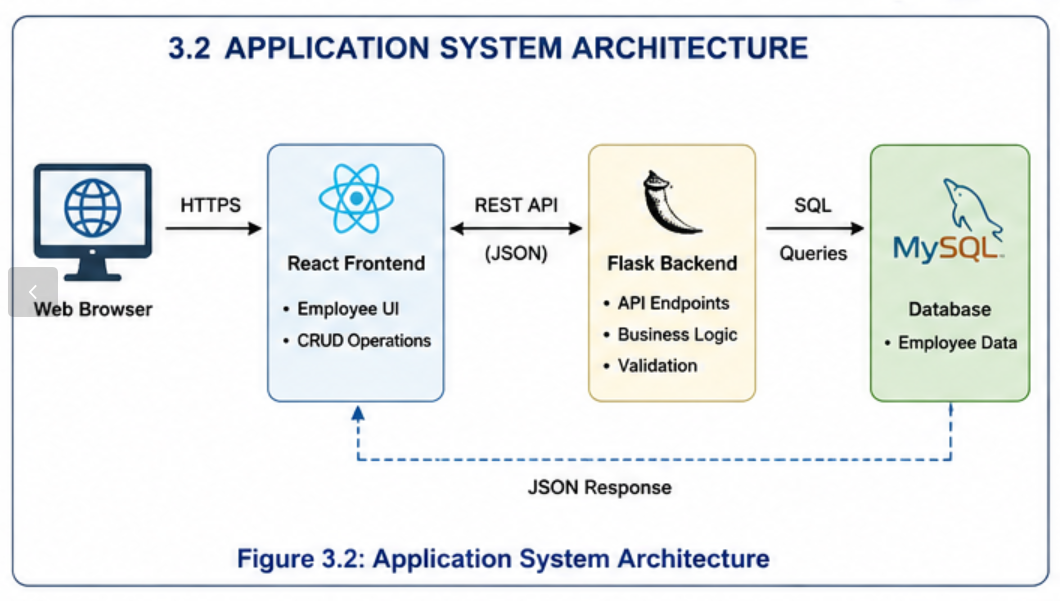 3.2 APPLICATION SYSTEM ARCHITECTURE
HTTPS
REST API
(JSON)
SQL
Queries
Web Browser
React Frontend
• Employee UI
• CRUD Operations
Flask Backend
• API Endpoints
• Business Logic
• Validation
MySQL™
Database
• Employee Data
JSON Response
Figure 3.2: Application System Architecture